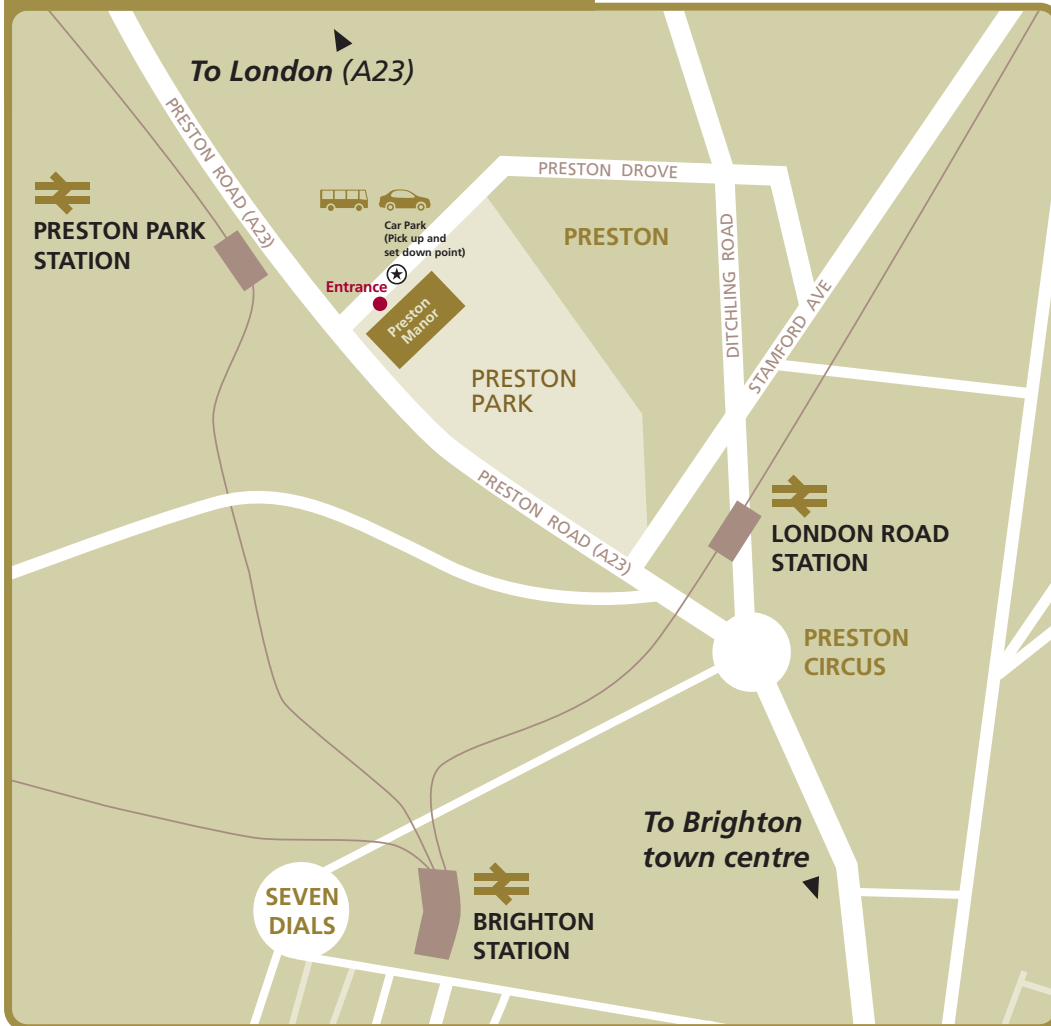 To London (A23)
PRESTON ROAD (A23)
PRESTON DROVE
PRESTON PARK
STATION
Car Park
(Pick up and
set down point)
Entrance
Preston
Manor
PRESTON
DITCHLING ROAD
STAMFORD AVE
PRESTON
PARK
PRESTON ROAD (A23)
LONDON ROAD
STATION
PRESTON
CIRCUS
To Brighton
town centre
SEVEN
DIALS
BRIGHTON
STATION